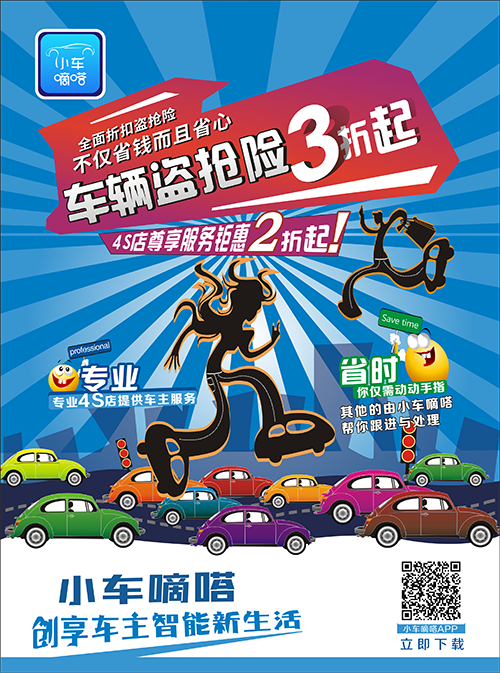 小车
嘀嗒
全面折扣盗抢险
不仅省钱而且省心
车辆盗抢险3折起
4S店尊享服务钜惠2折起!
Save time
professional
省时
你仅需动动手指
专业
专业4S店提供车主服务
其他的由小车嘀嗒
帮你跟进与处理
小车嘀嗒
创享车主智能新生活
小车嘀嗒APP
立即下载